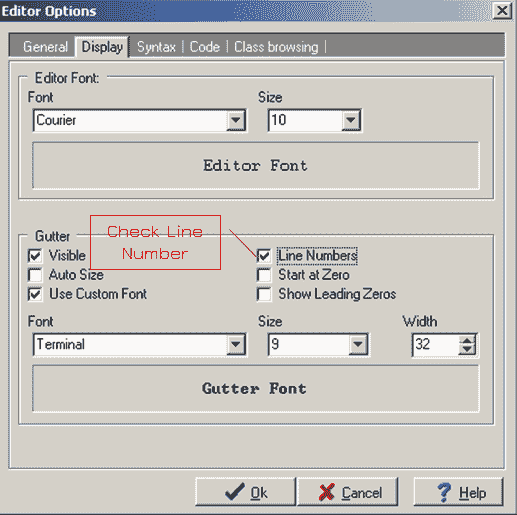 Editor Options
General Display Syntax Code Class browsing
Editor Font:
Font Size
Courier 10
Editor Font
Check Line
Number
Gutter
Visible Line Numbers
Auto Size Start at Zero
Use Custom Font Show Leading Zeros
Font Size Width
Terminal 9 32
Gutter Font
Ok Cancel Help